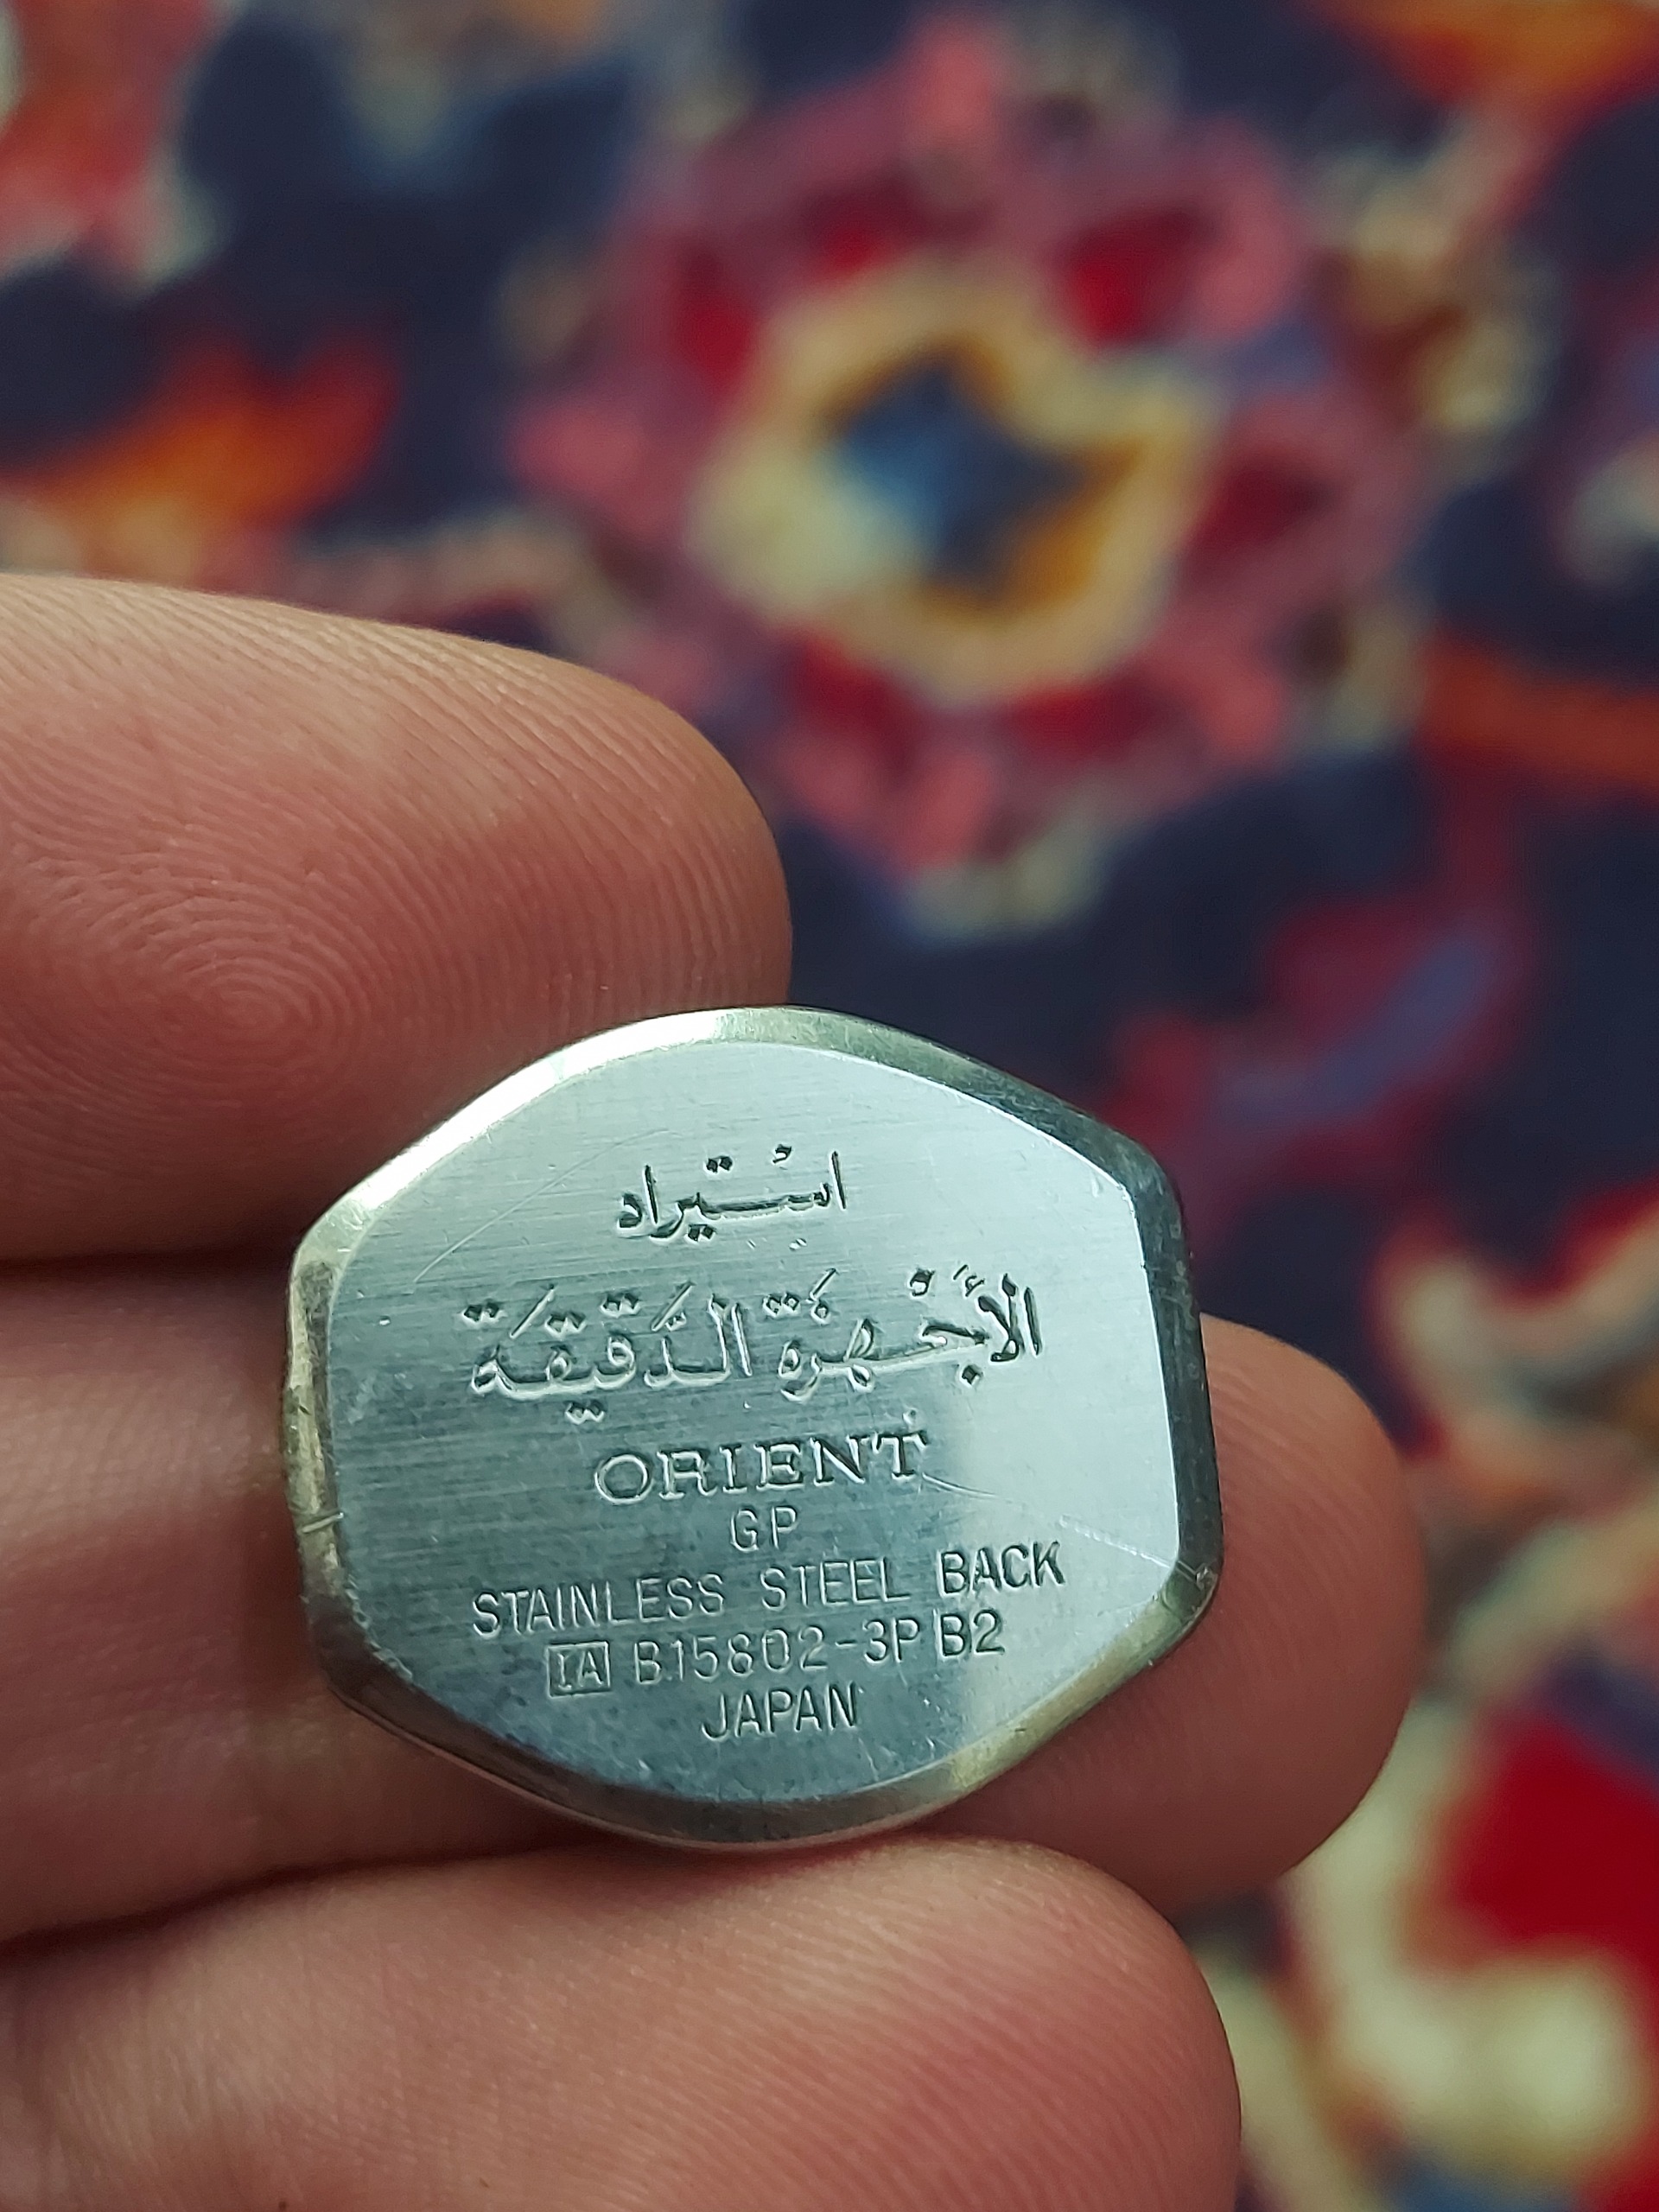 استيراد
الأجهزة الدقيقة
ORIENT
GP
STAINLESS STEEL BACK
IA B15802-3P B2
JAPAN